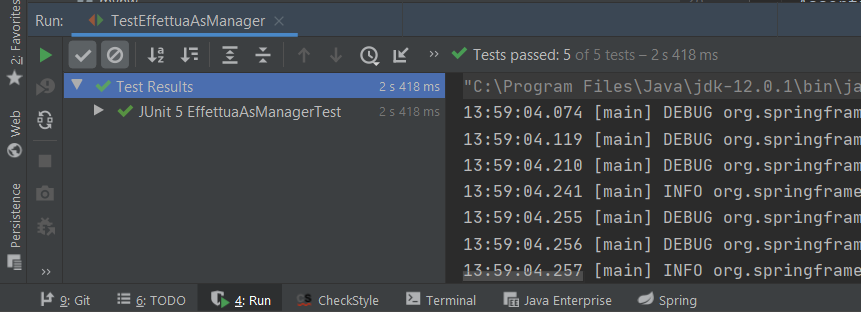 Run: TestEffettuaAsManager
2: Favorites
Web
Persistence
Tests passed: 5 of 5 tests – 2 s 418 ms
Test Results 2 s 418 ms
JUnit 5 EffettuaAsManagerTest 2 s 418 ms
"C:\Program Files\Java\jdk-12.0.1\bin\ja
13:59:04.074 [main] DEBUG org.springfram
13:59:04.119 [main] DEBUG org.springfram
13:59:04.210 [main] DEBUG org.springfram
13:59:04.241 [main] INFO org.springframe
13:59:04.255 [main] DEBUG org.springfram
13:59:04.256 [main] DEBUG org.springfram
13:59:04.257 [main] INFO org.springframe
9: Git 6: TODO 4: Run CheckStyle Terminal Java Enterprise Spring